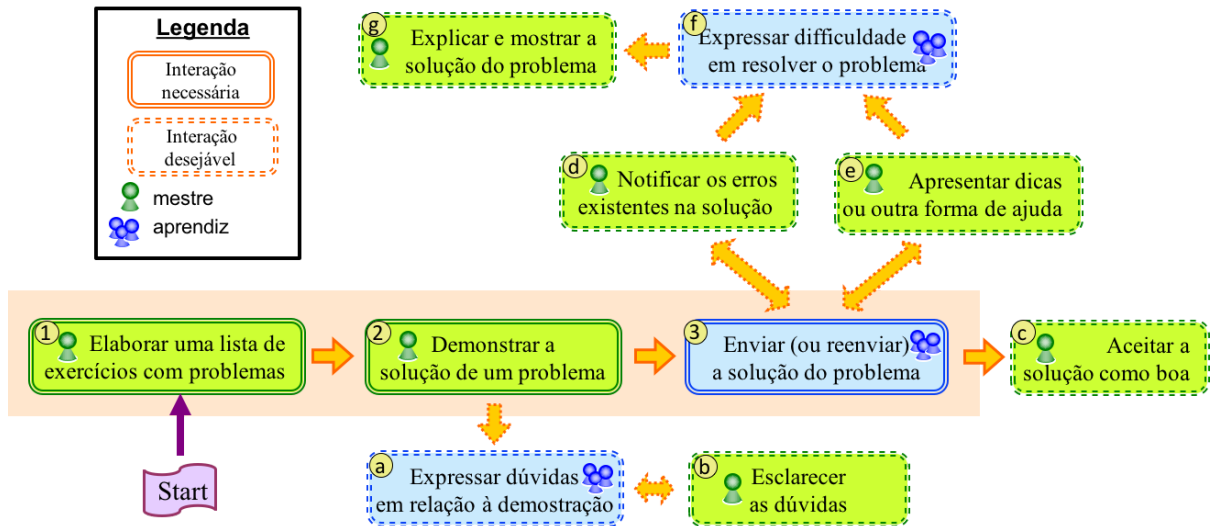 Legenda
Interação
necessária
Interação
desejável
mestre
aprendiz
g
Explicar e mostrar a
solução do problema
f
Expressar difficuldade
em resolver o problema
d
Notificar os erros
existentes na solução
e
Apresentar dicas
ou outra forma de ajuda
1
Elaborar uma lista de
exercícios com problemas
2
Demonstrar a
solução de um problema
3
Enviar (ou reenviar)
a solução do problema
c
Aceitar a
solução como boa
Start
a
Expressar dúvidas
em relação à demostração
b
Esclarecer
as dúvidas